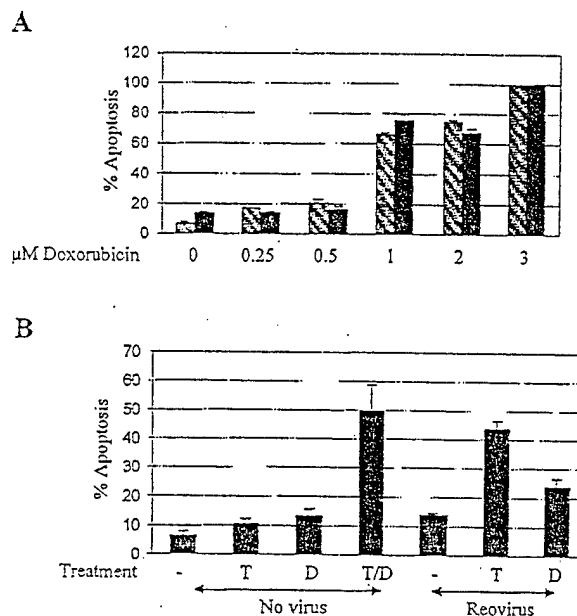 A
120
100
80
60
40
20
0
% Apoptosis
µM Doxorubicin 0 0.25 0.5 1 2 3
B
70
60
50
40
30
20
10
0
% Apoptosis
Treatment - T D T/D - T D
No virus Reovirus